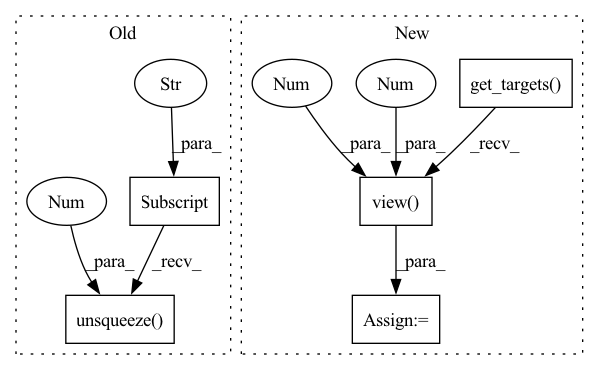 Old
New
Str
Num
Num
get_targets()
_para_
_para_
_para_
_recv_
Num
Subscript
view()
_para_
_recv_
_para_
unsqueeze()
Assign:=